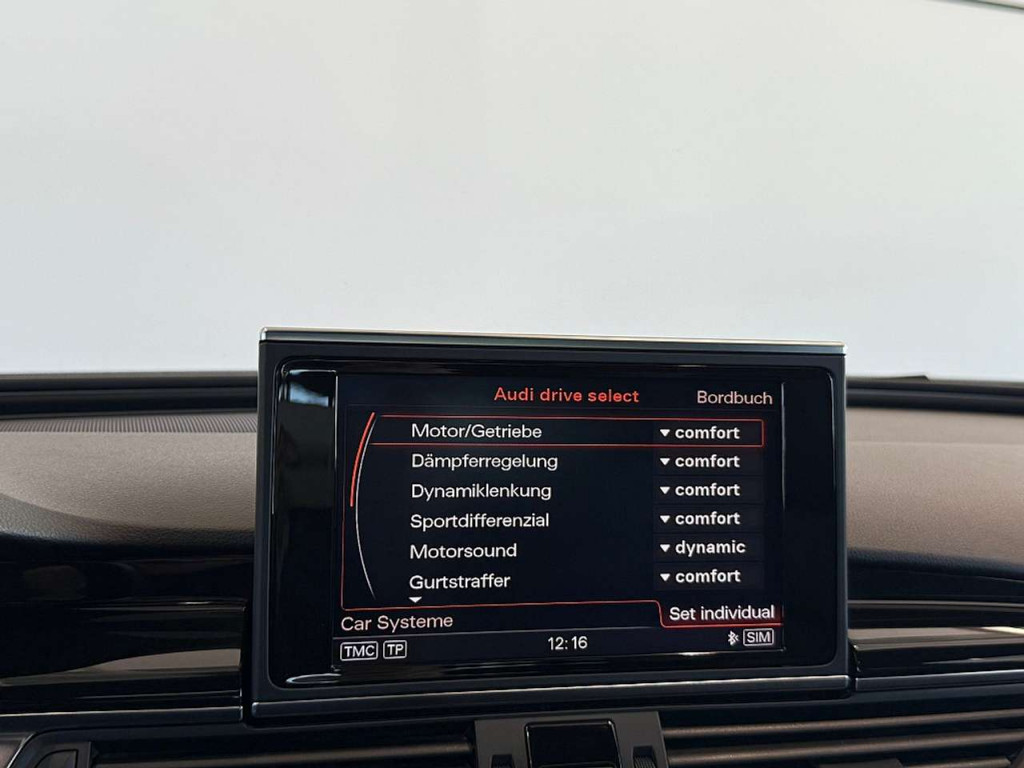 Audi drive select Bordbuch
Motor/Getriebe comfort
Dämpferregelung comfort
Dynamiklenkung comfort
Sportdifferenzial comfort
Motorsound dynamic
Gurtstraffer comfort
Car Systeme Set individual
TMC TP 12:16 SIM